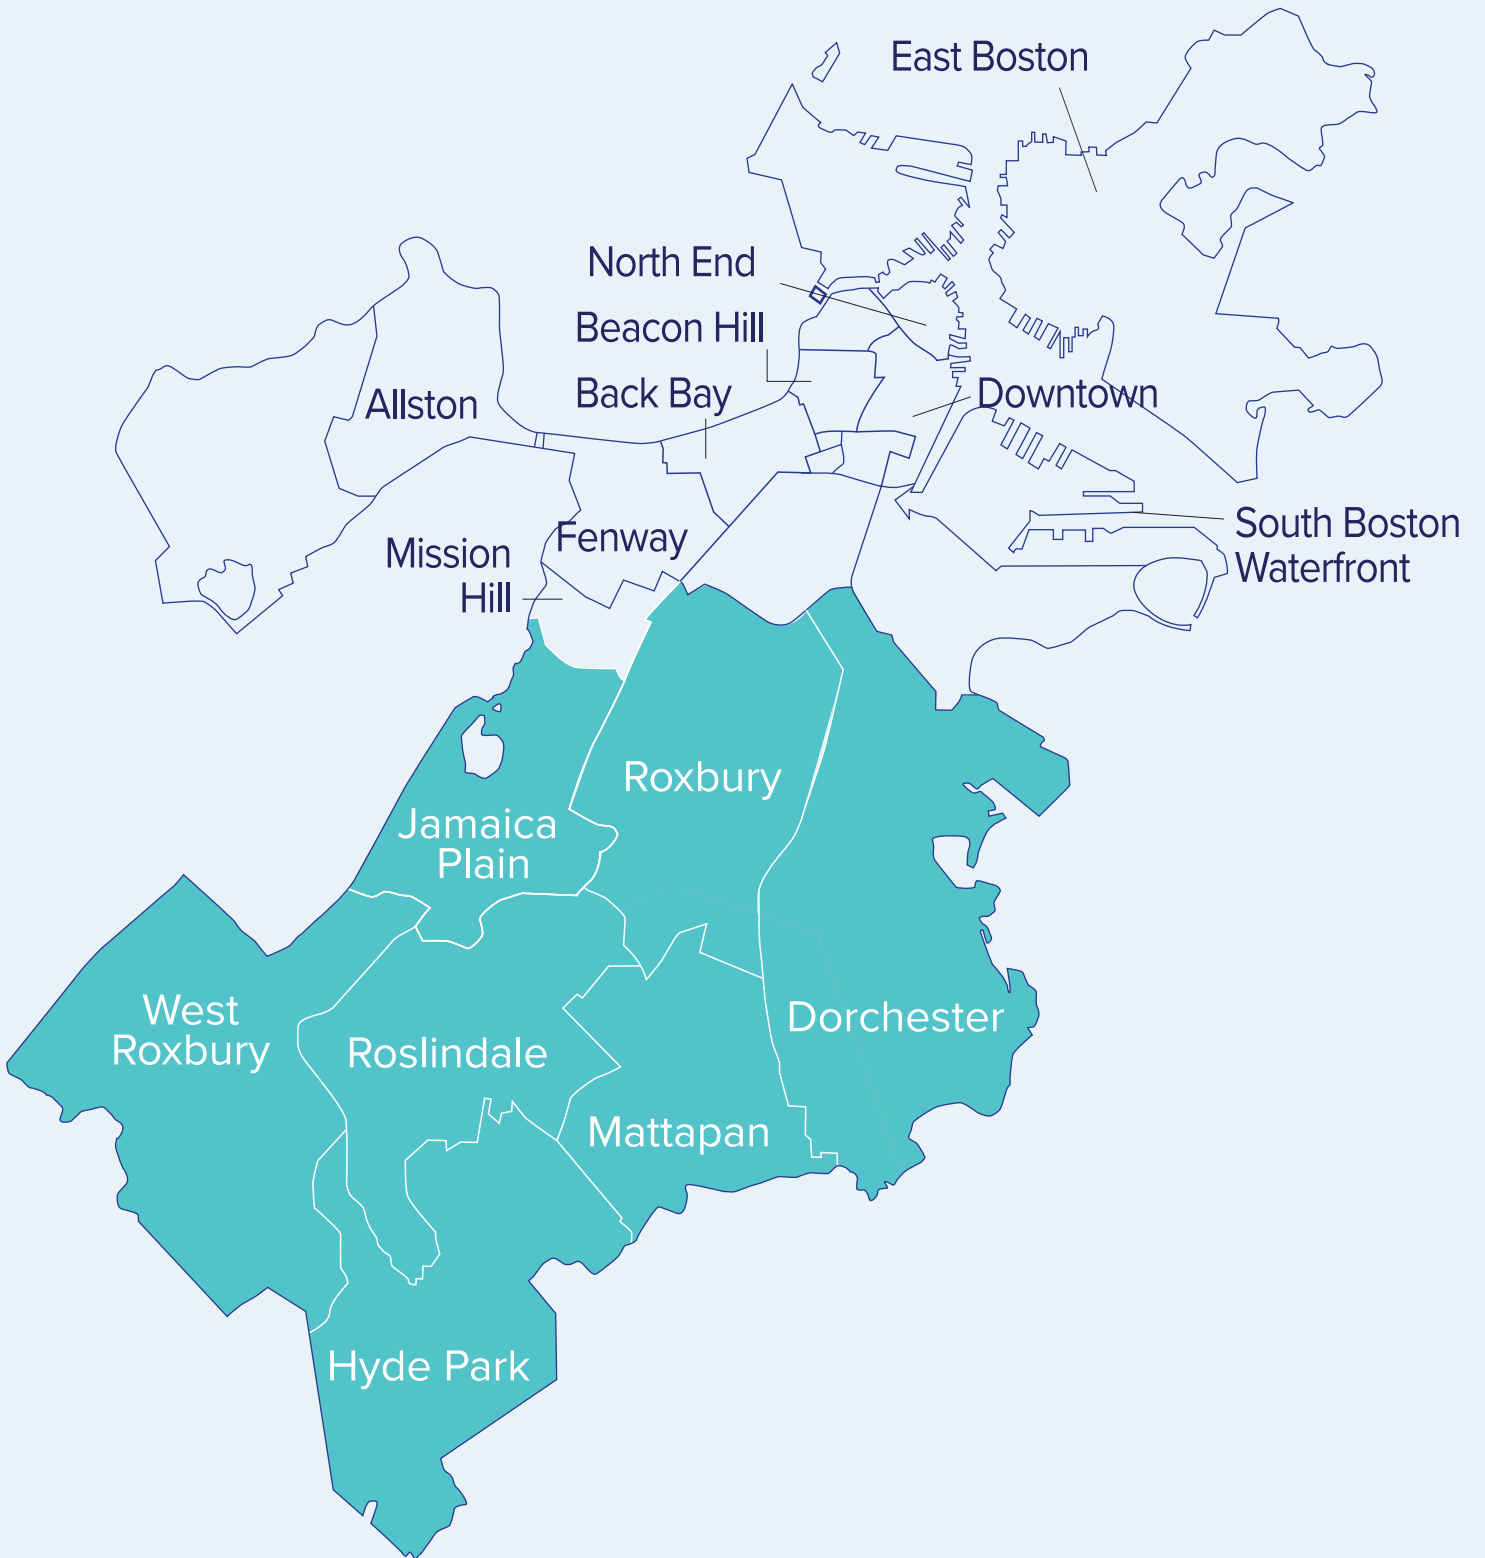 East Boston
North End
Beacon Hill
Back Bay
Allston
Downtown
Fenway
Mission
Hill
South Boston
Waterfront
Roxbury
Jamaica
Plain
West
Roxbury
Roslindale
Dorchester
Mattapan
Hyde Park